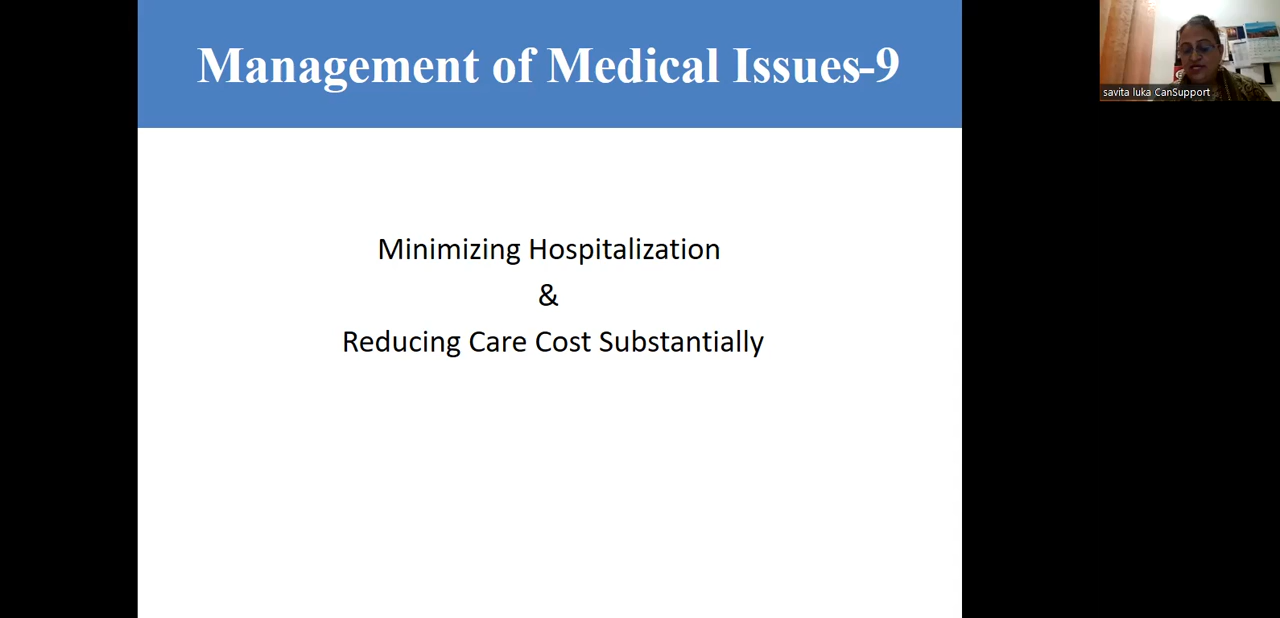 Management of Medical Issues-9
Minimizing Hospitalization
&
Reducing Care Cost Substantially
savita luka CanSupport